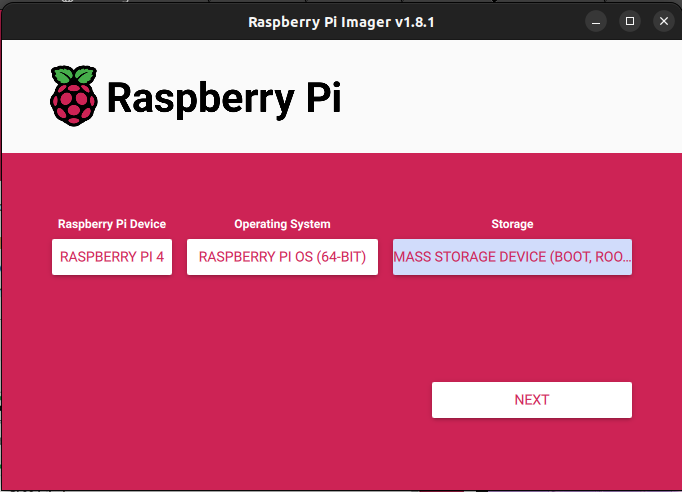 Raspberry Pi Imager v1.8.1
Raspberry Pi
Raspberry Pi Device
Operating System
Storage
RASPBERRY PI 4
RASPBERRY PI OS (64-BIT)
MASS STORAGE DEVICE (BOOT, ROO...
NEXT